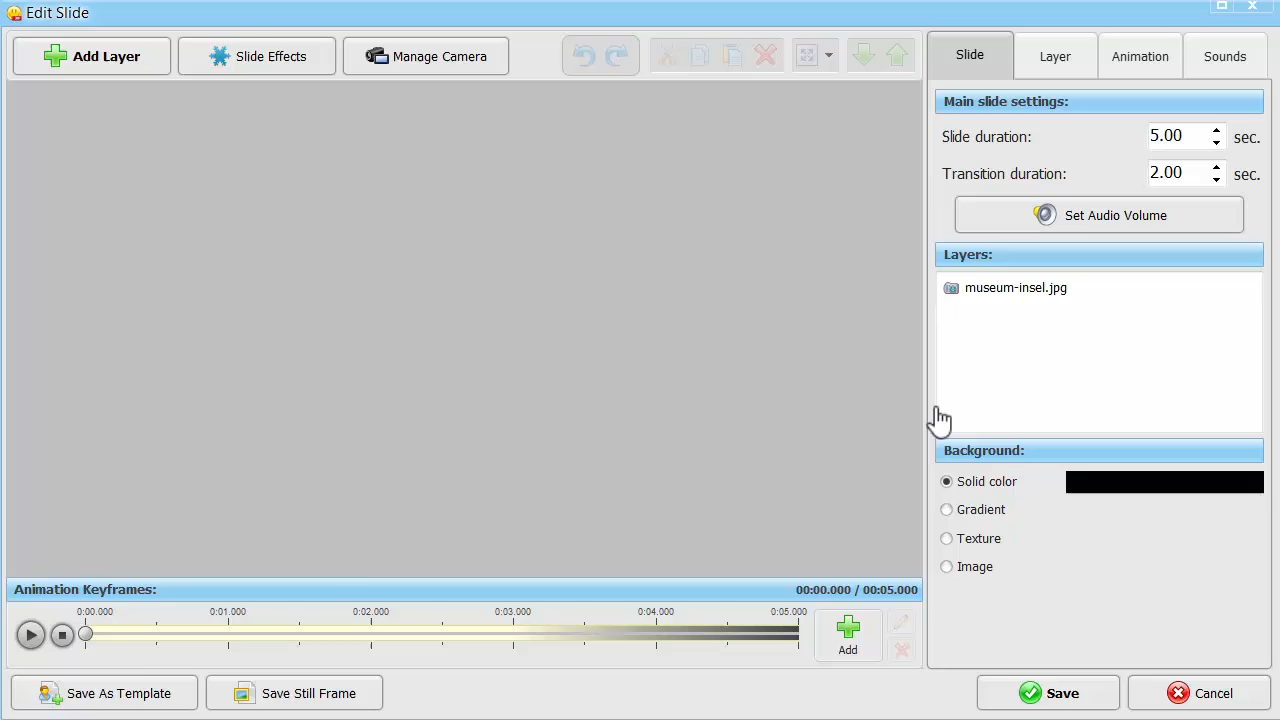 Edit Slide
Add Layer
Slide Effects
Manage Camera
Slide
Layer
Animation
Sounds
Main slide settings:
Slide duration: 5.00 sec.
Transition duration: 2.00 sec.
Set Audio Volume
Layers:
museum-insel.jpg
Background:
Solid color
Gradient
Texture
Image
Animation Keyframes: 00:00.000 / 00:05.000
0:00.000 0:01.000 0:02.000 0:03.000 0:04.000 0:05.000
Add
Save As Template
Save Still Frame
Save
Cancel